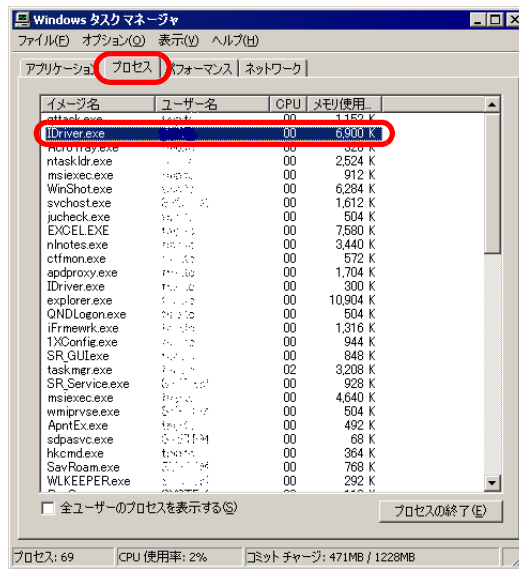 Windows タスク マネージャ
ファイル(F) オプション(O) 表示(V) ヘルプ(H)
アプリケーション プロセス パフォーマンス ネットワーク
イメージ名 ユーザー名 CPU メモリ使用...
qttask.exe 00 1,152 K
IDriver.exe 00 6,900 K
AcroTray.exe 00 328 K
ntaskldr.exe 00 2,524 K
msiexec.exe 00 912 K
WinShot.exe 00 6,284 K
svchost.exe 00 1,612 K
jucheck.exe 00 504 K
EXCEL.EXE 00 7,580 K
nlnotes.exe 00 3,440 K
ctfmon.exe 00 572 K
apdproxy.exe 00 1,704 K
IDriver.exe 00 300 K
explorer.exe 00 10,904 K
QNDLogon.exe 00 504 K
iFrmewrk.exe 00 1,316 K
1XConfig.exe 00 944 K
SR_GUI.exe 00 848 K
taskmgr.exe 02 3,208 K
SR_Service.exe 00 928 K
msiexec.exe 00 4,640 K
wmiprvse.exe 00 504 K
ApntEx.exe 00 492 K
sdpasvc.exe 00 68 K
hkcmd.exe 00 364 K
SavRoam.exe 00 768 K
WLKEEPER.exe 00 292 K
全ユーザーのプロセスを表示する(S)
プロセスの終了(E)
プロセス: 69 CPU 使用率: 2% コミット チャージ: 471MB / 1228MB